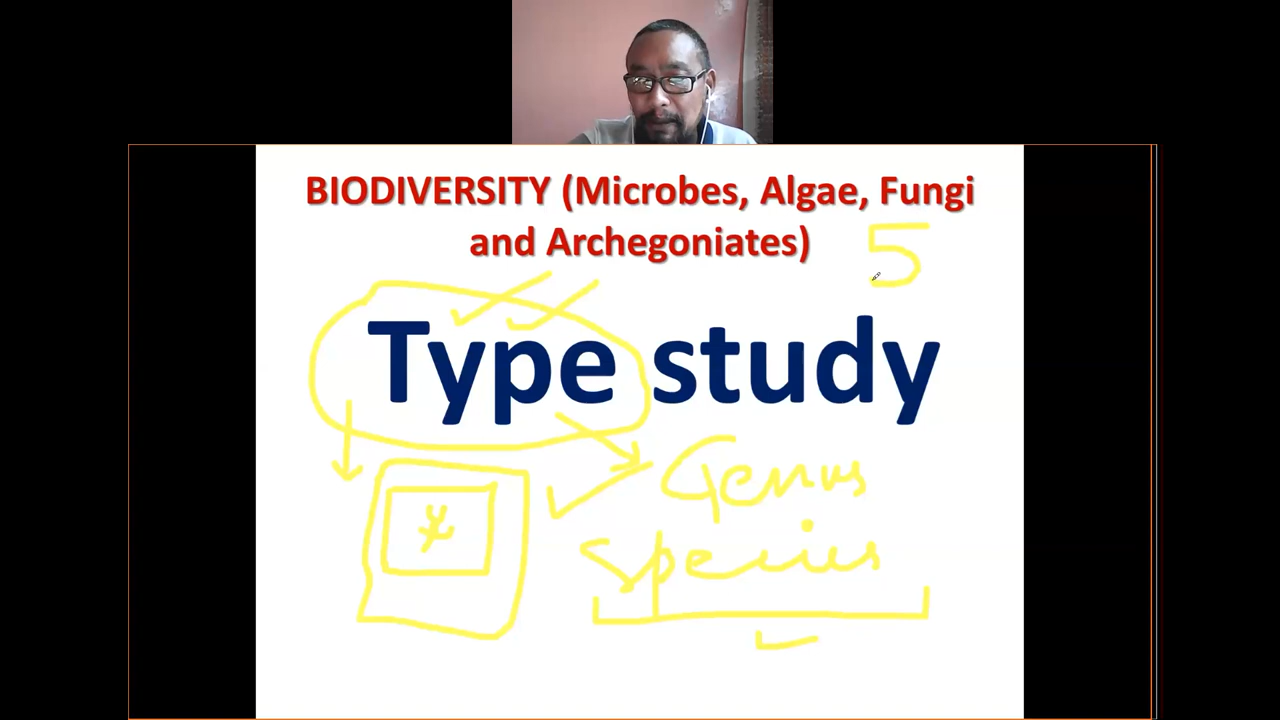 BIODIVERSITY (Microbes, Algae, Fungi
and Archegoniates)
5
Type study
Genus
Species